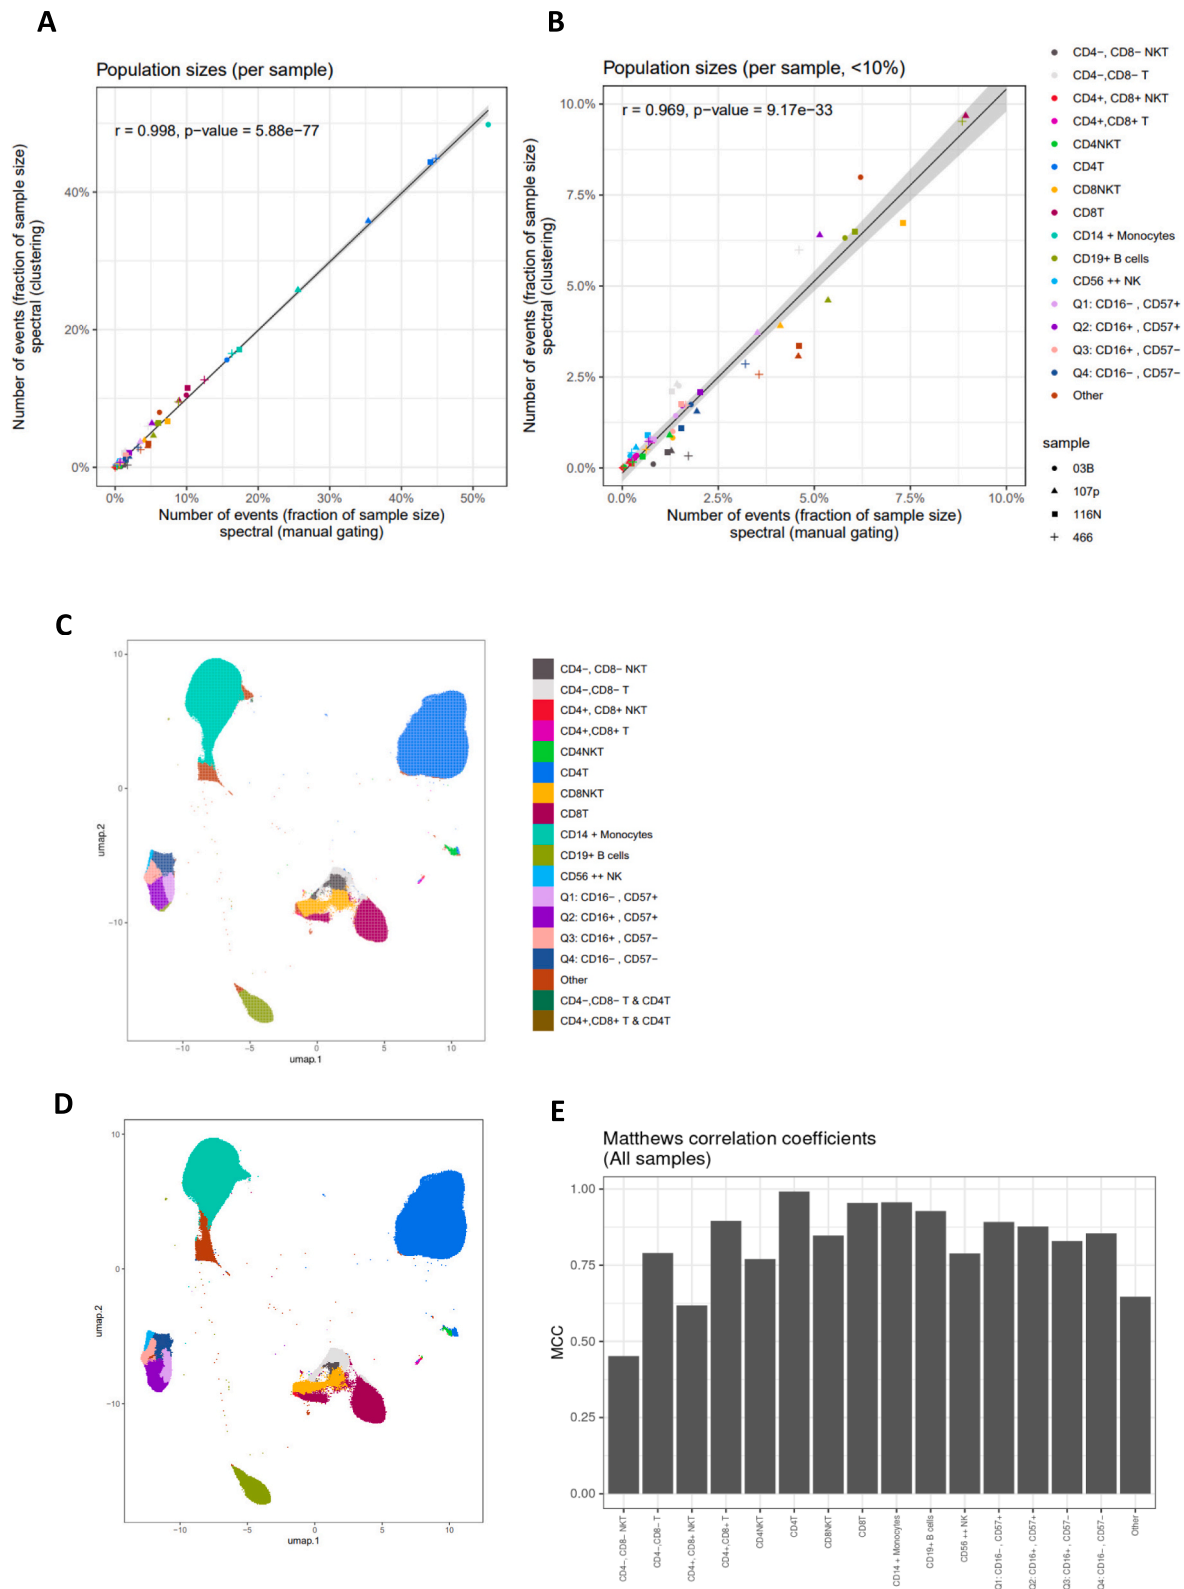 A
Population sizes (per sample)
r = 0.998, p−value = 5.88e−77
Number of events (fraction of sample size)
spectral (clustering)
40%
20%
0%
0%
10%
20%
30%
40%
50%
Number of events (fraction of sample size)
spectral (manual gating)
B
Population sizes (per sample, <10%)
r = 0.969, p−value = 9.17e−33
Number of events (fraction of sample size)
spectral (clustering)
10.0%
7.5%
5.0%
2.5%
0.0%
0.0%
2.5%
5.0%
7.5%
10.0%
Number of events (fraction of sample size)
spectral (manual gating)
CD4−, CD8− NKT
CD4−,CD8− T
CD4+, CD8+ NKT
CD4+,CD8+ T
CD4NKT
CD4T
CD8NKT
CD8T
CD14 + Monocytes
CD19+ B cells
CD56 ++ NK
Q1: CD16− , CD57+
Q2: CD16+ , CD57+
Q3: CD16+ , CD57−
Q4: CD16− , CD57−
Other
sample
03B
107p
116N
466
C
umap.2
10
0
−10
−10
−5
0
5
10
umap.1
CD4−, CD8− NKT
CD4−,CD8− T
CD4+, CD8+ NKT
CD4+,CD8+ T
CD4NKT
CD4T
CD8NKT
CD8T
CD14 + Monocytes
CD19+ B cells
CD56 ++ NK
Q1: CD16− , CD57+
Q2: CD16+ , CD57+
Q3: CD16+ , CD57−
Q4: CD16− , CD57−
Other
CD4−,CD8− T & CD4T
CD4+,CD8+ T & CD4T
D
umap.2
10
0
−10
−10
−5
0
5
10
umap.1
E
Matthews correlation coefficients
(All samples)
MCC
1.00
0.75
0.50
0.25
0.00
CD4−, CD8− NKT
CD4−,CD8− T
CD4+, CD8+ NKT
CD4+,CD8+ T
CD4NKT
CD4T
CD8NKT
CD8T
CD14 + Monocytes
CD19+ B cells
CD56 ++ NK
Q1: CD16− , CD57+
Q2: CD16+ , CD57+
Q3: CD16+ , CD57−
Q4: CD16− , CD57−
Other